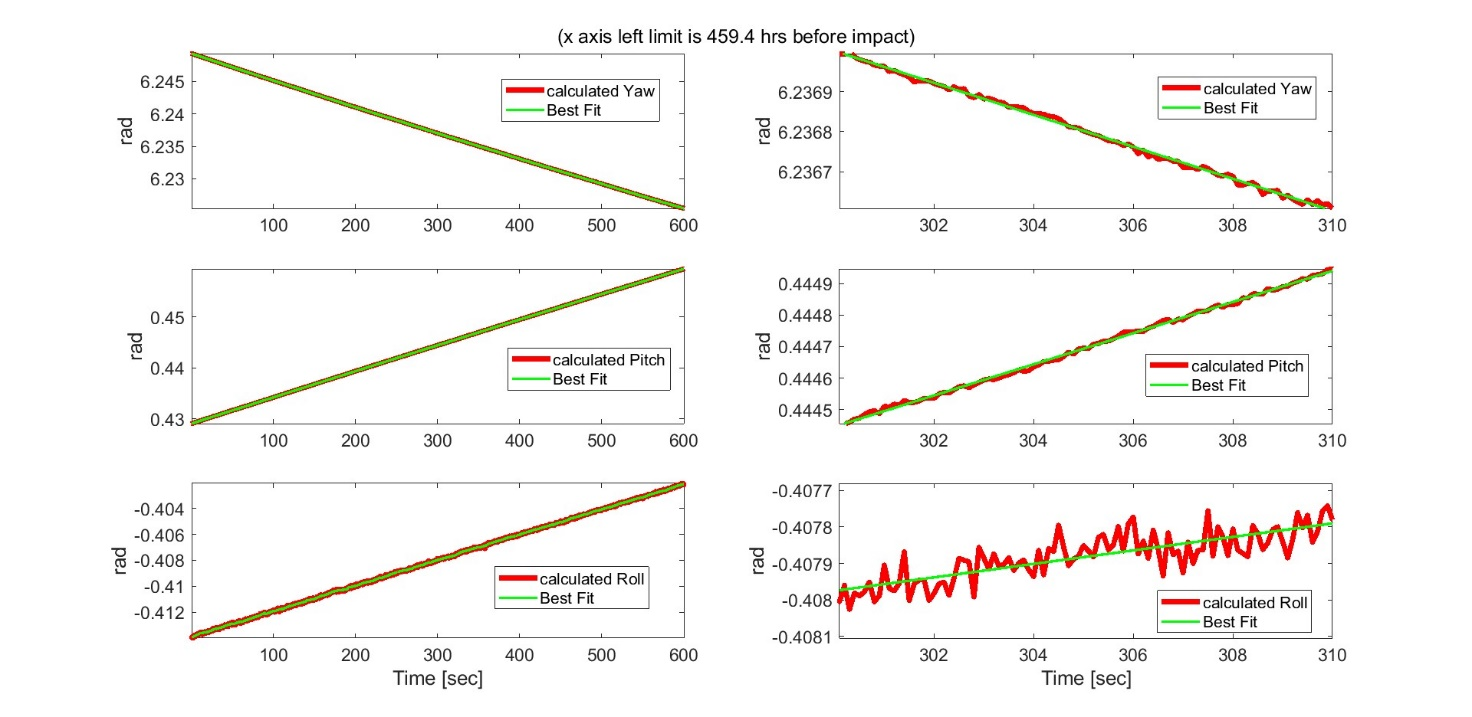 (x axis left limit is 459.4 hrs before impact)
6.245
6.24
6.235
6.23
rad
calculated Yaw
Best Fit
100 200 300 400 500 600
6.2369
6.2368
6.2367
rad
calculated Yaw
Best Fit
302 304 306 308 310
0.45
0.44
0.43
rad
calculated Pitch
Best Fit
100 200 300 400 500 600
0.4449
0.4448
0.4447
0.4446
0.4445
rad
calculated Pitch
Best Fit
302 304 306 308 310
-0.404
-0.406
-0.408
-0.41
-0.412
rad
calculated Roll
Best Fit
100 200 300 400 500 600
Time [sec]
-0.4077
-0.4078
-0.4079
-0.408
-0.4081
rad
calculated Roll
Best Fit
302 304 306 308 310
Time [sec]